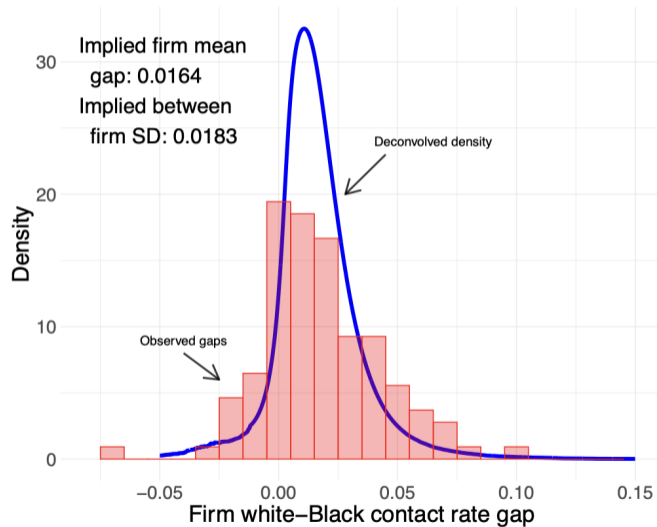 Implied firm mean
gap: 0.0164
Implied between
firm SD: 0.0183
Deconvolved density
Observed gaps
Density
30
20
10
0
−0.05
0.00
0.05
0.10
0.15
Firm white−Black contact rate gap